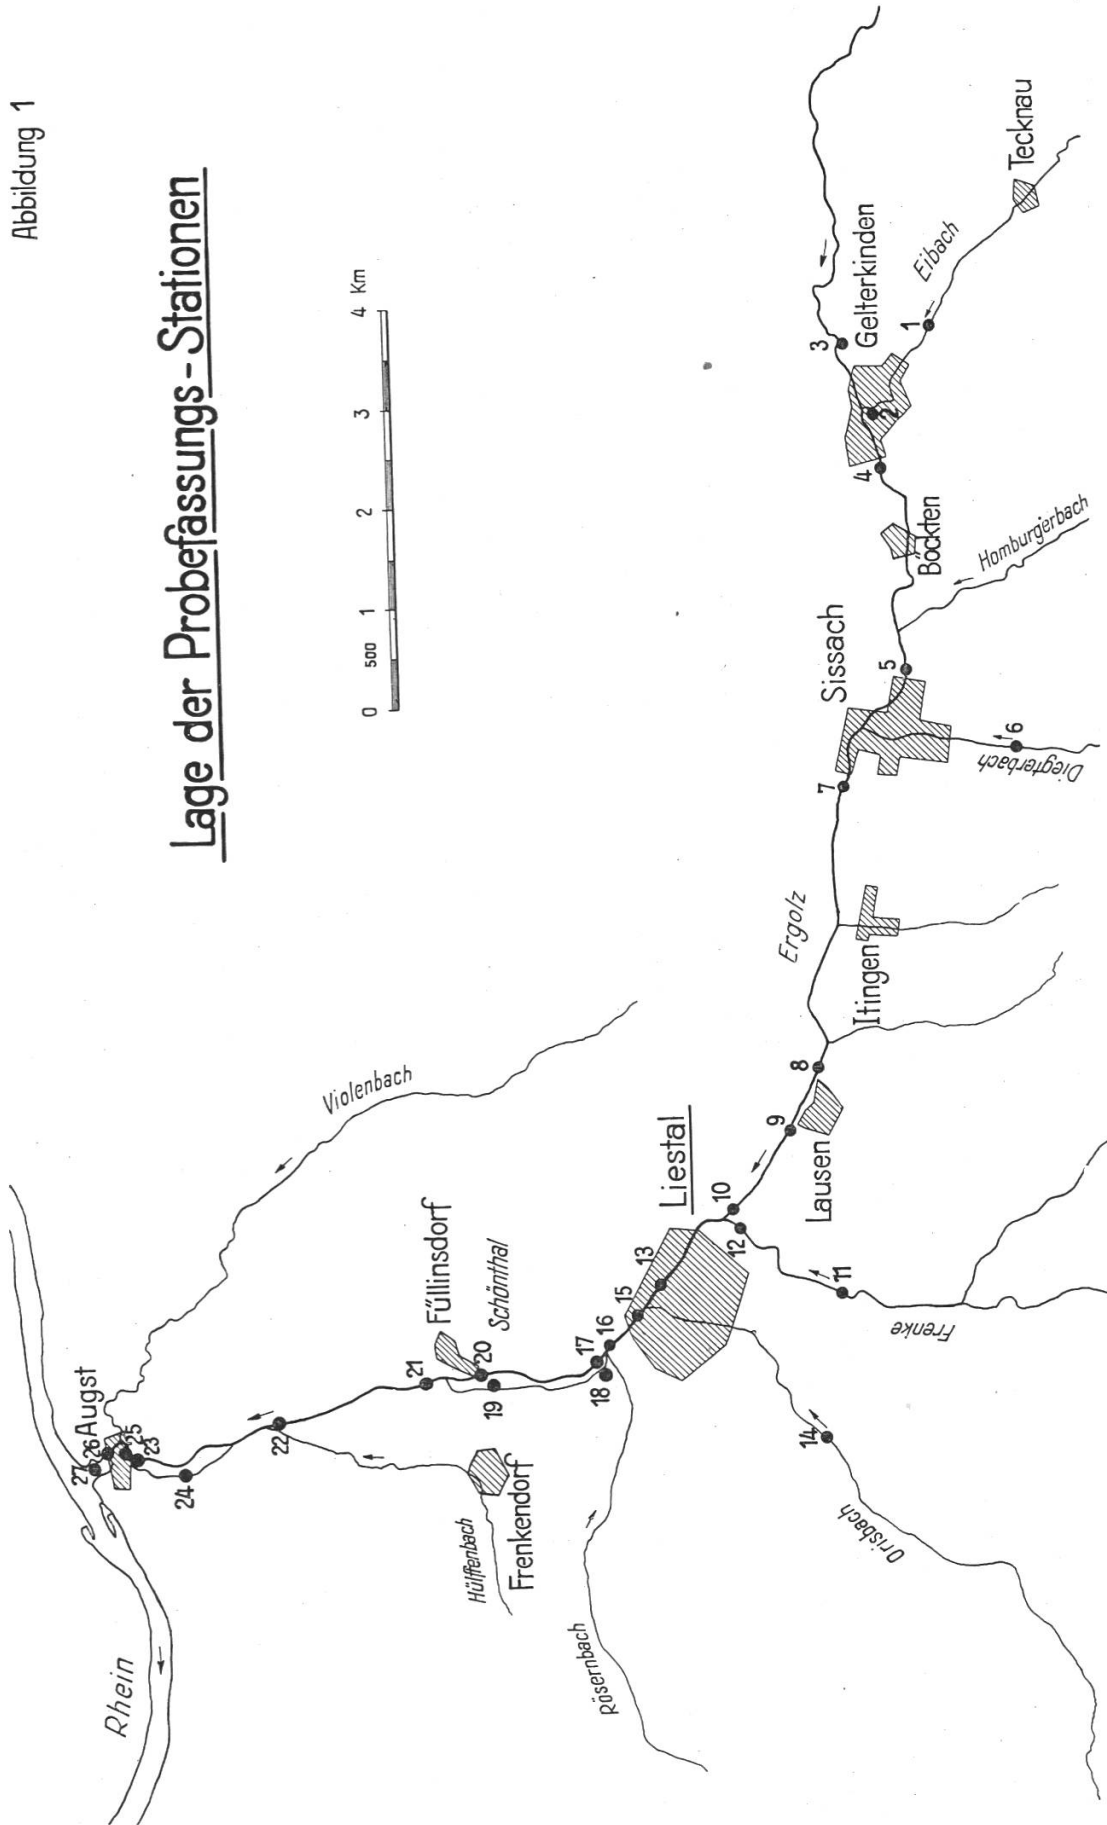 Abbildung 1
Lage der Probefassungs-Stationen
0 500 1 2 3 4 Km
Rhein
27
26
Augst
25
23
24
Violenbach
22
21
Füllinsdorf
20
Schönthal
19
Hülftenbach
Frenkendorf
17
16
18
Rösernbach
15
13
Liestal
14
Orisbach
10
12
11
Frenke
9
8
Lausen
Ergolz
Itingen
7
Sissach
5
6
Diegterbach
Homburgerbach
Böckten
4
2
3
Gelterkinden
1
Eibach
Tecknau